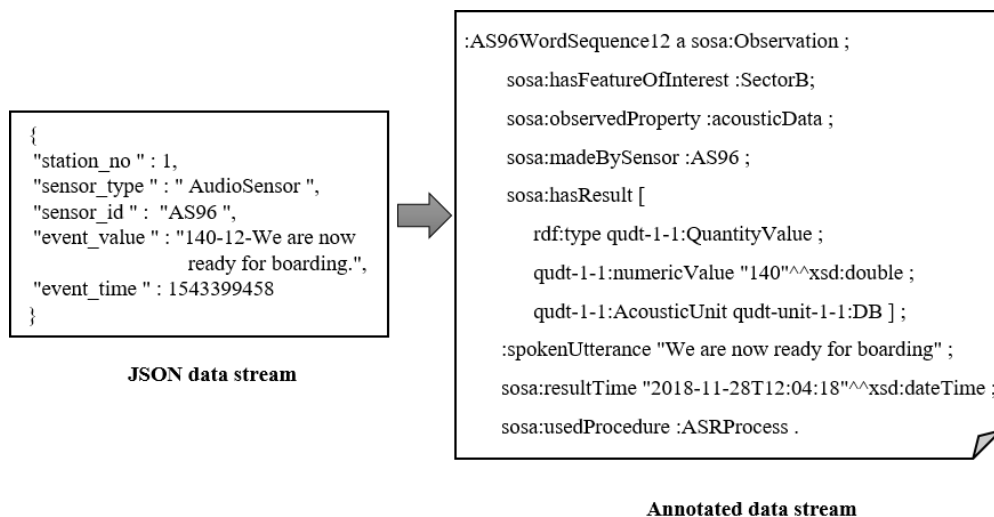 {
"station_no " : 1,
"sensor_type " : " AudioSensor ",
"sensor_id " :  "AS96 ",
"event_value " : "140-12-We are now
ready for boarding.",
"event_time " : 1543399458
}
JSON data stream
:AS96WordSequence12 a sosa:Observation ;
sosa:hasFeatureOfInterest :SectorB;
sosa:observedProperty :acousticData ;
sosa:madeBySensor :AS96 ;
sosa:hasResult [
rdf:type qudt-1-1:QuantityValue ;
qudt-1-1:numericValue "140"^^xsd:double ;
qudt-1-1:AcousticUnit qudt-unit-1-1:DB ] ;
:spokenUtterance "We are now ready for boarding" ;
sosa:resultTime "2018-11-28T12:04:18"^^xsd:dateTime ;
sosa:usedProcedure :ASRProcess .
Annotated data stream